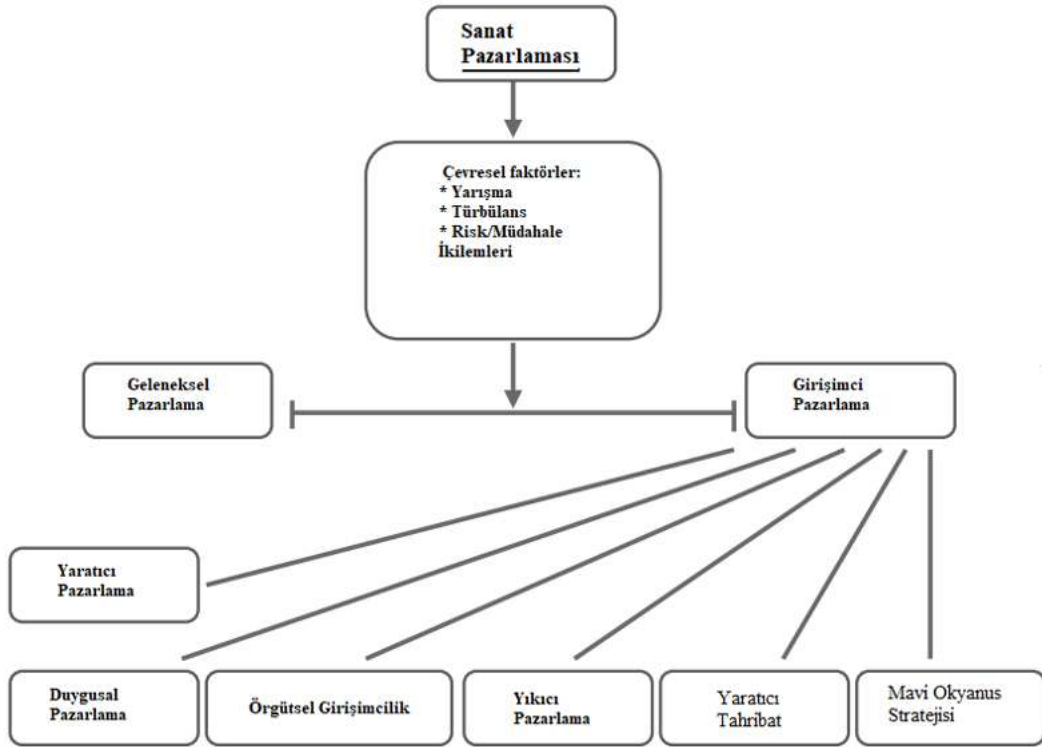 Sanat
Pazarlaması
Çevresel faktörler:
* Yarışma
* Türbülans
* Risk/Müdahale
İkilemleri
Geleneksel
Pazarlama
Girişimci
Pazarlama
Yaratıcı
Pazarlama
Duygusal
Pazarlama
Örgütsel Girişimcilik
Yıkıcı
Pazarlama
Yaratıcı
Tahribat
Mavi Okyanus
Stratejisi